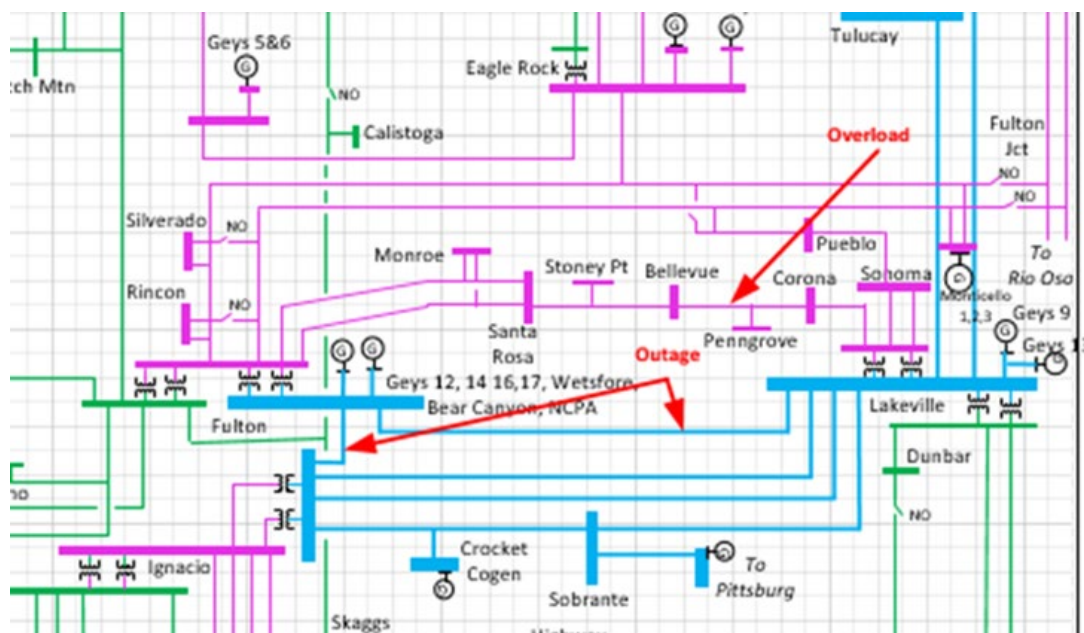 Geys 5&6
G
G
G
Tulucay
Eagle Rock
tch Mtn
NO
Overload
Fulton
Jct
Calistoga
NO
NO
Silverado
NO
Pueblo
To
Rio Oso
Monroe
Stoney Pt
Bellevue
Corona
Sonoma
G
Monticello
1,2,3
Rincon
NO
Geys 9
G
Santa
Rosa
Penngrove
G
G
Outage
Geys 12, 14 16,17, Wetsfore,
Bear Canyon, NCPA
G
Lakeville
Fulton
Dunbar
NO
Crocket
Cogen
G
G
To
Pittsburg
Ignacio
Sobrante
Skaggs